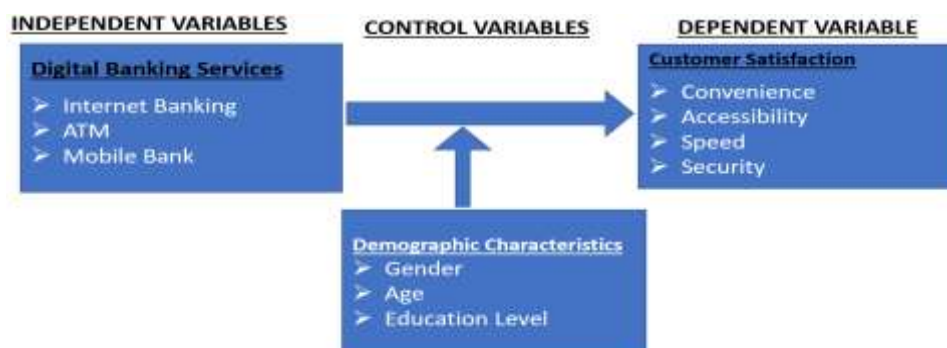 INDEPENDENT VARIABLES
Digital Banking Services
➢ Internet Banking
➢ ATM
➢ Mobile Bank
CONTROL VARIABLES
Demographic Characteristics
➢ Gender
➢ Age
➢ Education Level
DEPENDENT VARIABLE
Customer Satisfaction
➢ Convenience
➢ Accessibility
➢ Speed
➢ Security